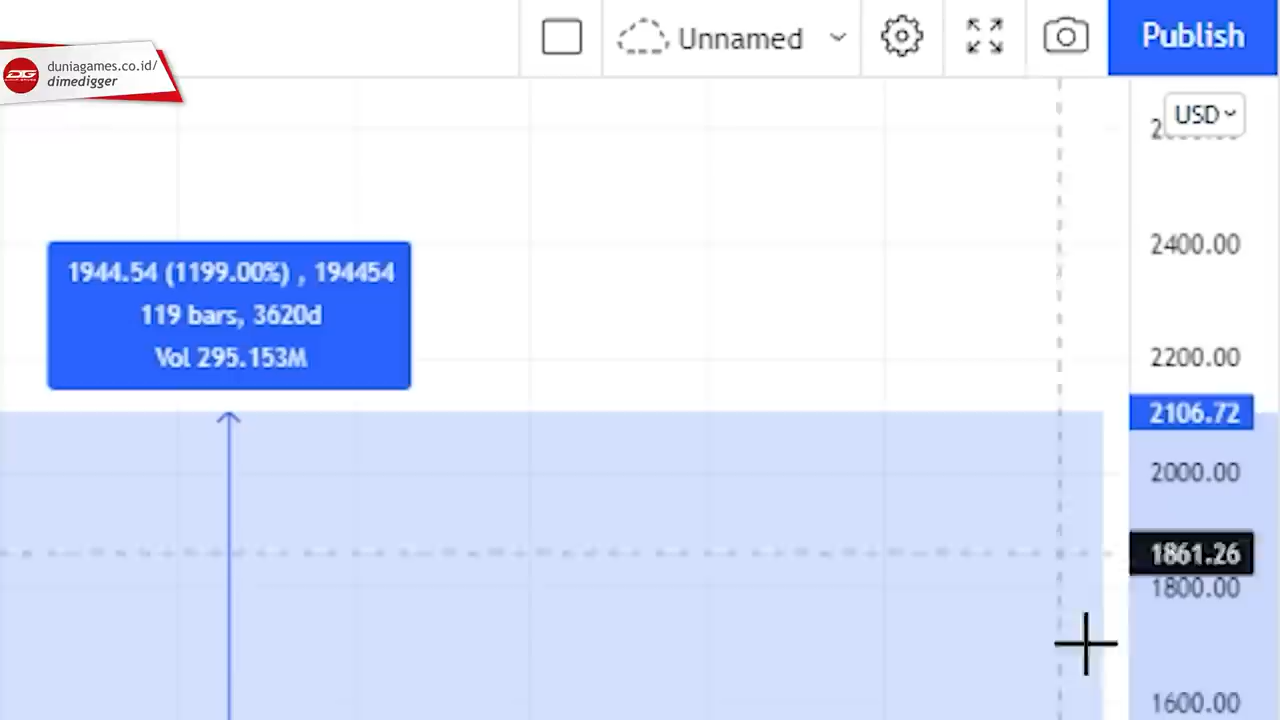 Unnamed
Publish
DG
duniagames.co.id/
dimedigger
USD
2400.00
1944.54 (1199.00%) , 194454
119 bars, 3620d
Vol 295.153M
2200.00
2106.72
2000.00
1861.26
1800.00
1600.00